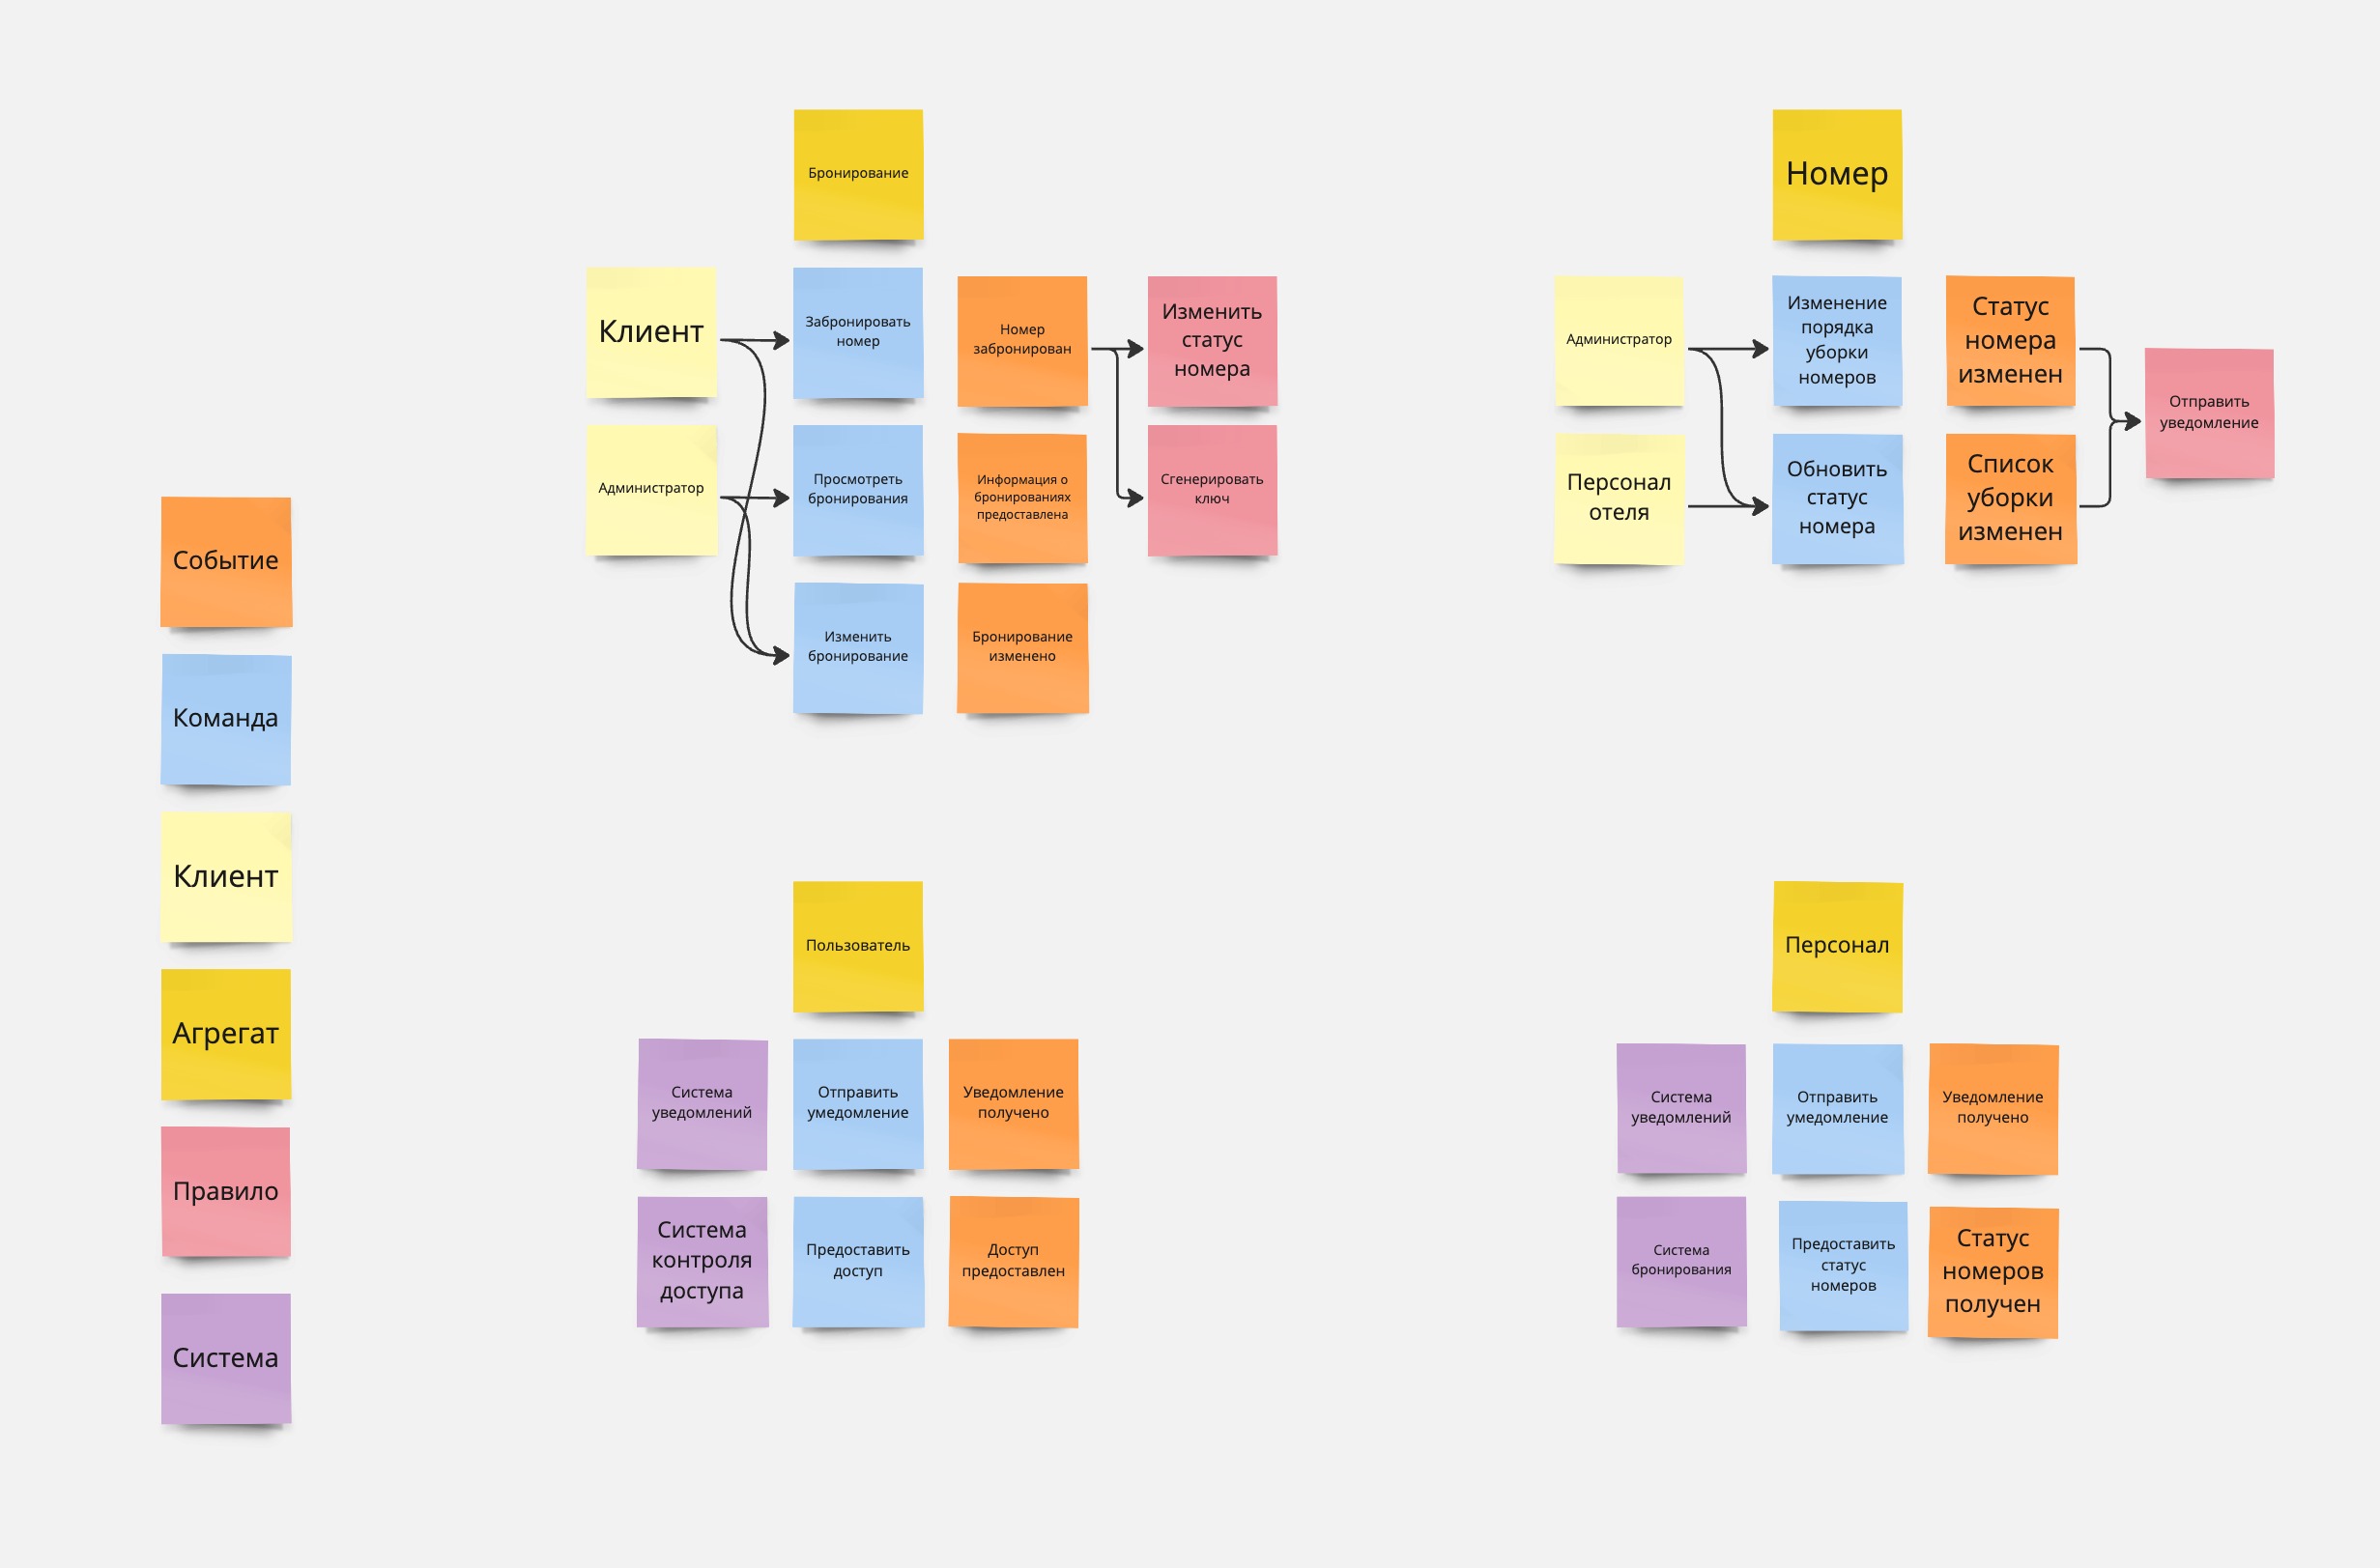 Событие
Команда
Клиент
Агрегат
Правило
Система
Бронирование
Клиент
Администратор
Забронировать
номер
Просмотреть
бронирования
Изменить
бронирование
Номер
забронирован
Информация о
бронированиях
предоставлена
Бронирование
изменено
Изменить
статус
номера
Сгенерировать
ключ
Номер
Администратор
Персонал
отеля
Изменение
порядка
уборки
номеров
Обновить
статус
номера
Статус
номера
изменен
Список
уборки
изменен
Отправить
уведомление
Пользователь
Система
уведомлений
Отправить
умедомление
Уведомление
получено
Система
контроля
доступа
Предоставить
доступ
Доступ
предоставлен
Персонал
Система
уведомлений
Отправить
умедомление
Уведомление
получено
Система
бронирования
Предоставить
статус
номеров
Статус
номеров
получен